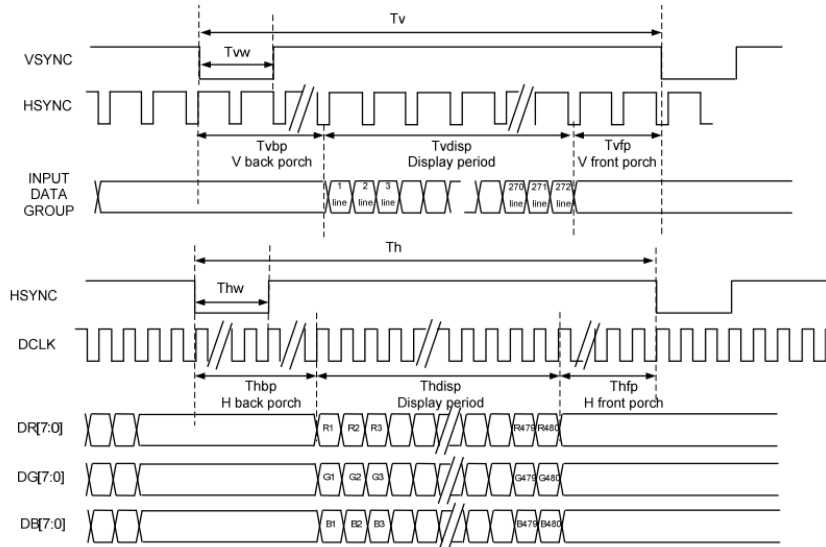 Tv
VSYNC
Tvw
HSYNC
Tvbp Tvdisp Tvfp
V back porch Display period V front porch
INPUT
DATA
GROUP
1 2 3 270 271 272
line line line line line line
Th
HSYNC
Thw
DCLK
Thbp Thdisp Thfp
H back porch Display period H front porch
DR[7:0] R1 R2 R3 R479 R480
DG[7:0] G1 G2 G3 G479 G480
DB[7:0] B1 B2 B3 B479 B480